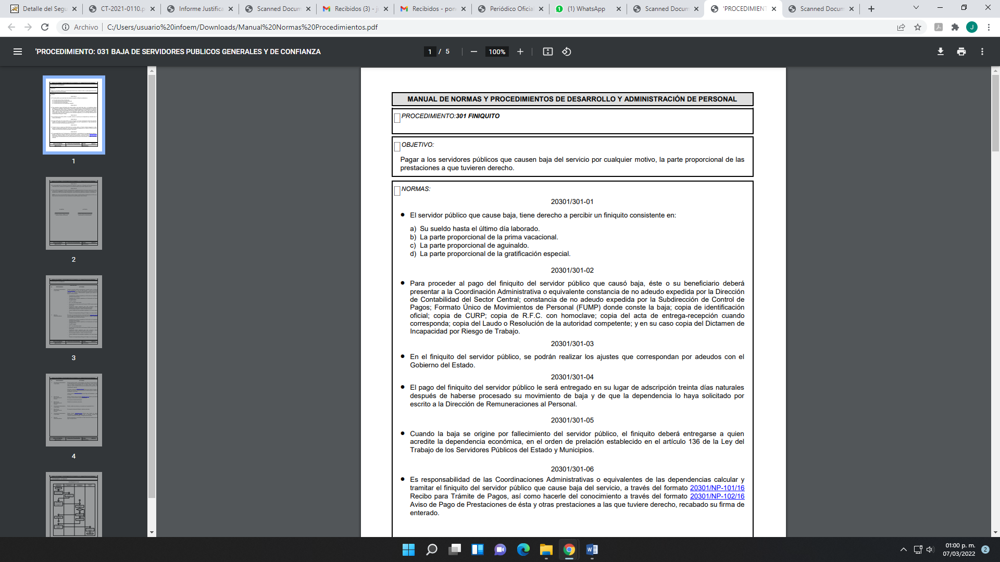 Detalle del Segu
CT-2021-0110.p
Informe Justifica
Scanned Docum
Recibidos (3) - j
Recibidos - pon
Periódico Oficia
(1) WhatsApp
Scanned Docum
'PROCEDIMIENT
Scanned Docum
Archivo
C:/Users/usuario%20infoem/Downloads/Manual%20Normas%20Procedimientos.pdf
J
'PROCEDIMIENTO: 031 BAJA DE SERVIDORES PUBLICOS GENERALES Y DE CONFIANZA
1 / 5
100%
1
2
3
4
MANUAL DE NORMAS Y PROCEDIMIENTOS DE DESARROLLO Y ADMINISTRACIÓN DE PERSONAL
PROCEDIMIENTO:301 FINIQUITO
OBJETIVO:
Pagar a los servidores públicos que causen baja del servicio por cualquier motivo, la parte proporcional de las
prestaciones a que tuvieren derecho.
NORMAS:
20301/301-01
• El servidor público que cause baja, tiene derecho a percibir un finiquito consistente en:
a) Su sueldo hasta el último día laborado.
b) La parte proporcional de la prima vacacional.
c) La parte proporcional de aguinaldo.
d) La parte proporcional de la gratificación especial.
20301/301-02
• Para proceder al pago del finiquito del servidor público que causó baja, éste o su beneficiario deberá
presentar a la Coordinación Administrativa o equivalente constancia de no adeudo expedida por la Dirección
de Contabilidad del Sector Central; constancia de no adeudo expedida por la Subdirección de Control de
Pagos; Formato Único de Movimientos de Personal (FUMP) donde conste la baja; copia de identificación
oficial; copia de CURP; copia de R.F.C. con homoclave; copia del acta de entrega-recepción cuando
corresponda; copia del Laudo o Resolución de la autoridad competente; y en su caso copia del Dictamen de
Incapacidad por Riesgo de Trabajo.
20301/301-03
• En el finiquito del servidor público, se podrán realizar los ajustes que correspondan por adeudos con el
Gobierno del Estado.
20301/301-04
• El pago del finiquito del servidor público le será entregado en su lugar de adscripción treinta días naturales
después de haberse procesado su movimiento de baja y de que la dependencia lo haya solicitado por
escrito a la Dirección de Remuneraciones al Personal.
20301/301-05
• Cuando la baja se origine por fallecimiento del servidor público, el finiquito deberá entregarse a quien
acredite la dependencia económica, en el orden de prelación establecido en el artículo 136 de la Ley del
Trabajo de los Servidores Públicos del Estado y Municipios.
20301/301-06
• Es responsabilidad de las Coordinaciones Administrativas o equivalentes de las dependencias calcular y
tramitar el finiquito del servidor público que cause baja del servicio, a través del formato 20301/NP-101/16
Recibo para Trámite de Pagos, así como hacerle del conocimiento a través del formato 20301/NP-102/16
Aviso de Pago de Prestaciones de ésta y otras prestaciones a las que tuviere derecho, recabado su firma de
enterado.
01:00 p. m.
07/03/2022
2